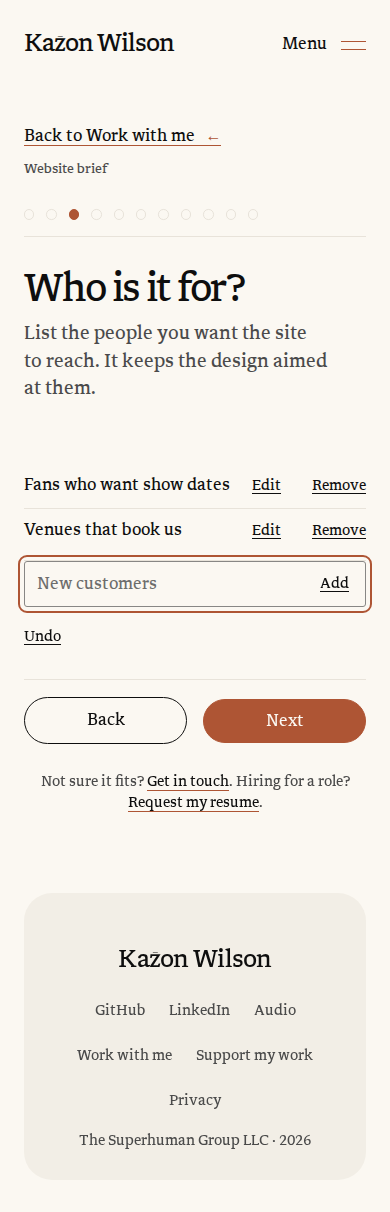 Kažon Wilson
Menu
Back to Work with me ←
Website brief
Who is it for?
List the people you want the site
to reach. It keeps the design aimed
at them.
Fans who want show dates Edit Remove
Venues that book us Edit Remove
New customers Add
Undo
Back Next
Not sure it fits? Get in touch. Hiring for a role?
Request my resume.
Kažon Wilson
GitHub LinkedIn Audio
Work with me Support my work
Privacy
The Superhuman Group LLC · 2026